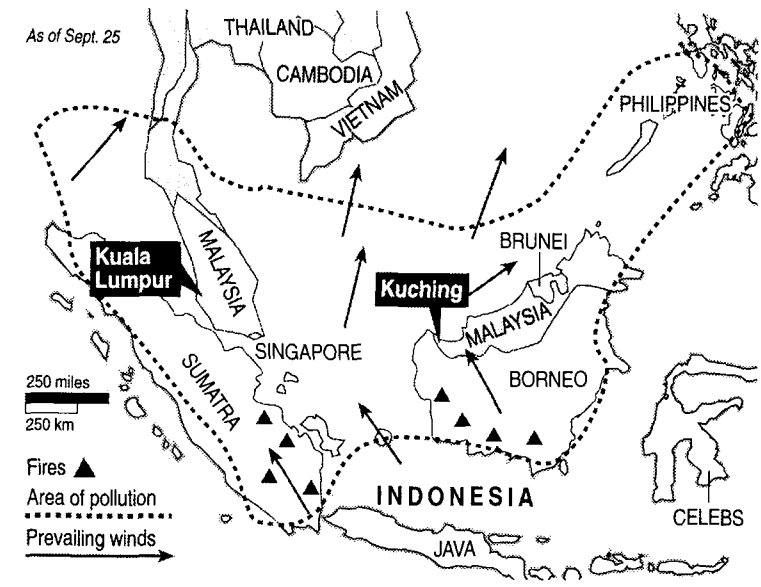 As of Sept. 25
THAILAND
CAMBODIA
VIETNAM
PHILIPPINES
Kuala
Lumpur
MALAYSIA
BRUNEI
Kuching
MALAYSIA
SINGAPORE
BORNEO
SUMATRA
250 miles
250 km
Fires
Area of pollution
Prevailing winds
INDONESIA
JAVA
CELEBS